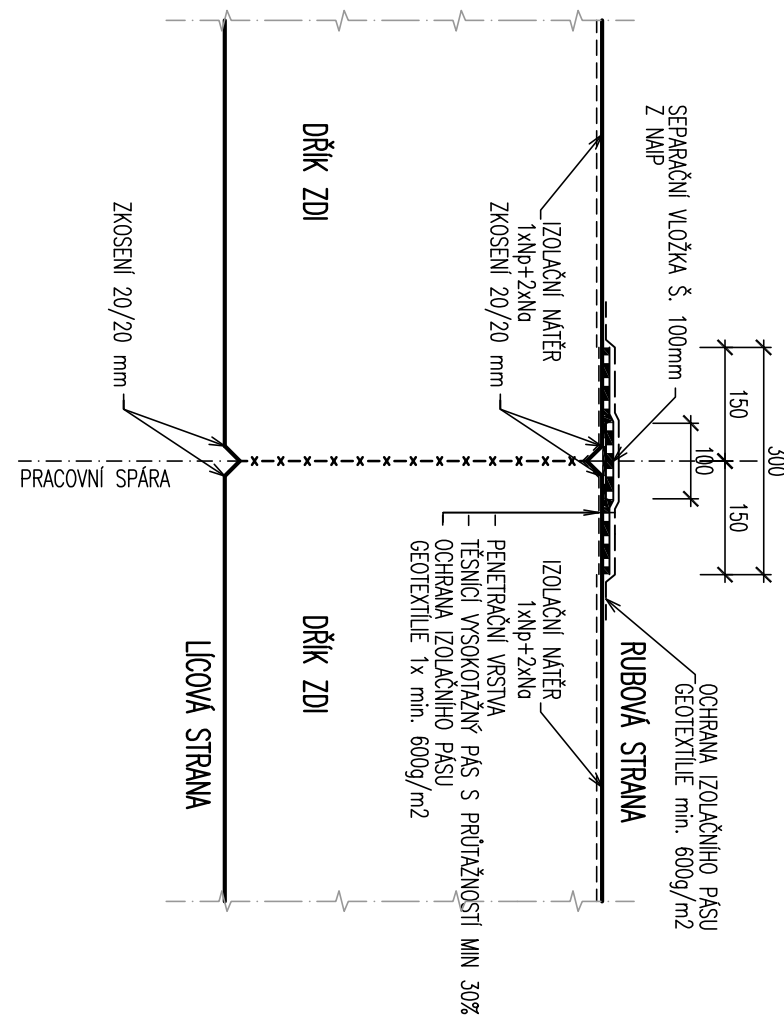 SEPARAČNÍ VLOŽKA Š. 100mm
Z NAIP
300
150
150
100
OCHRANA IZOLAČNÍHO PÁSU
GEOTEXTÍLIE min. 600g/m2
RUBOVÁ STRANA
IZOLAČNÍ NÁTĚR
1xNp+2xNa
ZKOSENÍ 20/20 mm
IZOLAČNÍ NÁTĚR
1xNp+2xNa
PENETRAČNÍ VRSTVA
TĚSNÍCÍ VYSOKOTAŽNÝ PÁS S PRŮTAŽNOSTÍ MIN 30%
OCHRANA IZOLAČNÍHO PÁSU
GEOTEXTÍLIE 1x min. 600g/m2
DŘÍK ZDI
DŘÍK ZDI
ZKOSENÍ 20/20 mm
LÍCOVÁ STRANA
PRACOVNÍ SPÁRA